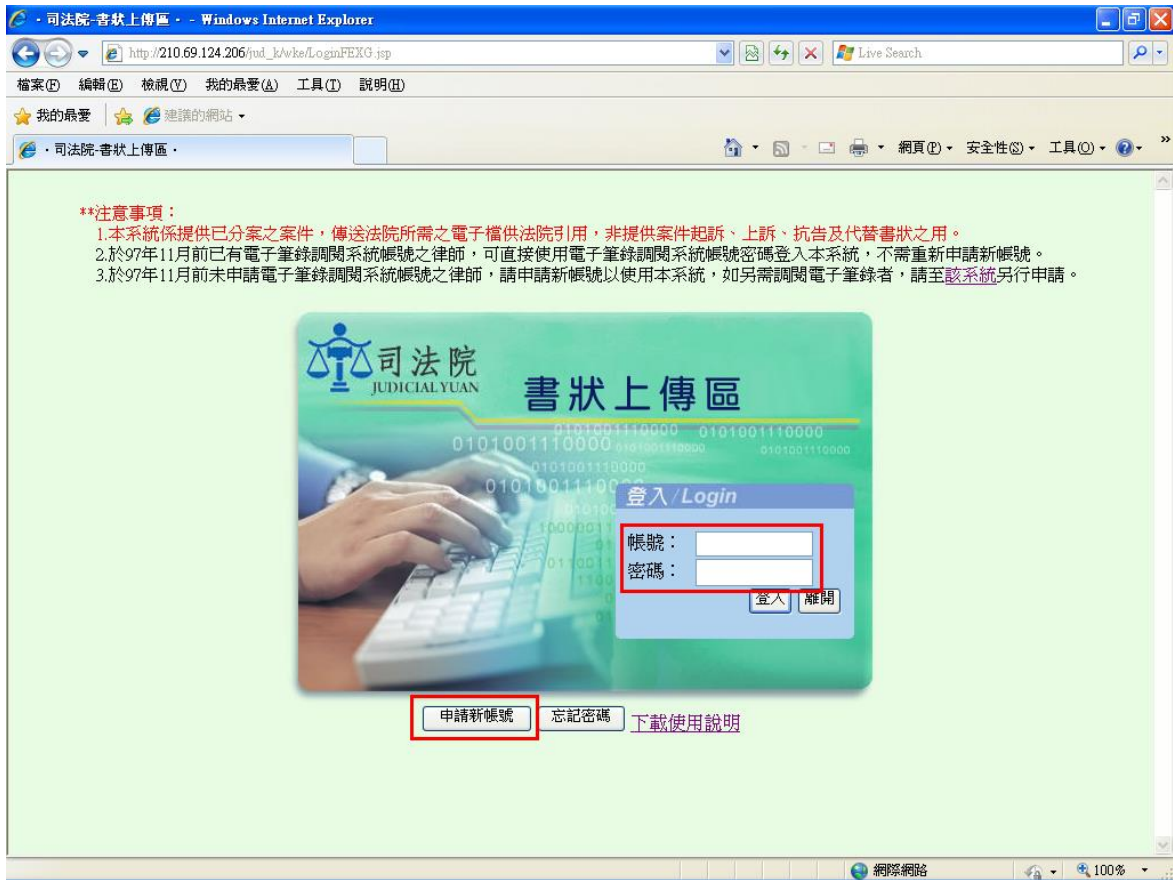 ・司法院-書狀上傳區・ - Windows Internet Explorer
http://210.69.124.206/jud_k/wke/LoginFEXG.jsp
Live Search
檔案(F) 編輯(E) 檢視(V) 我的最愛(A) 工具(T) 說明(H)
我的最愛 建議的網站
・司法院-書狀上傳區・
網頁(P) 安全性(S) 工具(O)
**注意事項：
1.本系統係提供已分案之案件，傳送法院所需之電子檔供法院引用，非提供案件起訴、上訴、抗告及代替書狀之用。
2.於97年11月前已有電子筆錄調閱系統帳號之律師，可直接使用電子筆錄調閱系統帳號密碼登入本系統，不需重新申請新帳號。
3.於97年11月前未申請電子筆錄調閱系統帳號之律師，請申請新帳號以使用本系統，如另需調閱電子筆錄者，請至該系統另行申請。
司法院
JUDICIAL YUAN
書狀上傳區
0101001110000 0101001110000
0101001110000 0101001110000 0101001110000
0101001110000
登入/Login
帳號：
密碼：
登入 離開
申請新帳號 忘記密碼 下載使用說明
網際網路 100%